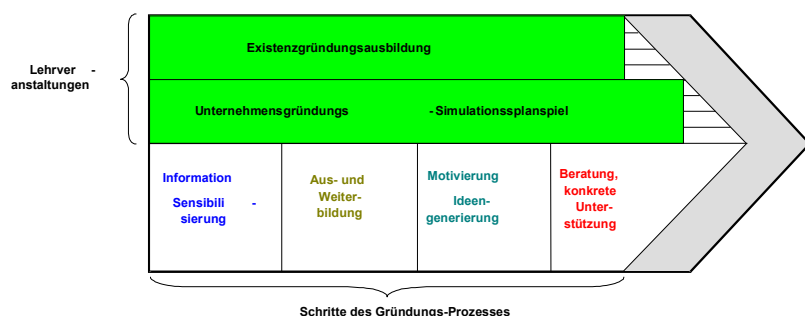 Existenzgründungsausbildung
Lehrver -
anstaltungen
Unternehmensgründungs -Simulationssplanspiel
Information
Sensibili -
sierung
Aus- und
Weiter-
bildung
Motivierung
Ideen-
generierung
Beratung,
konkrete
Unter-
stützung
Schritte des Gründungs-Prozesses